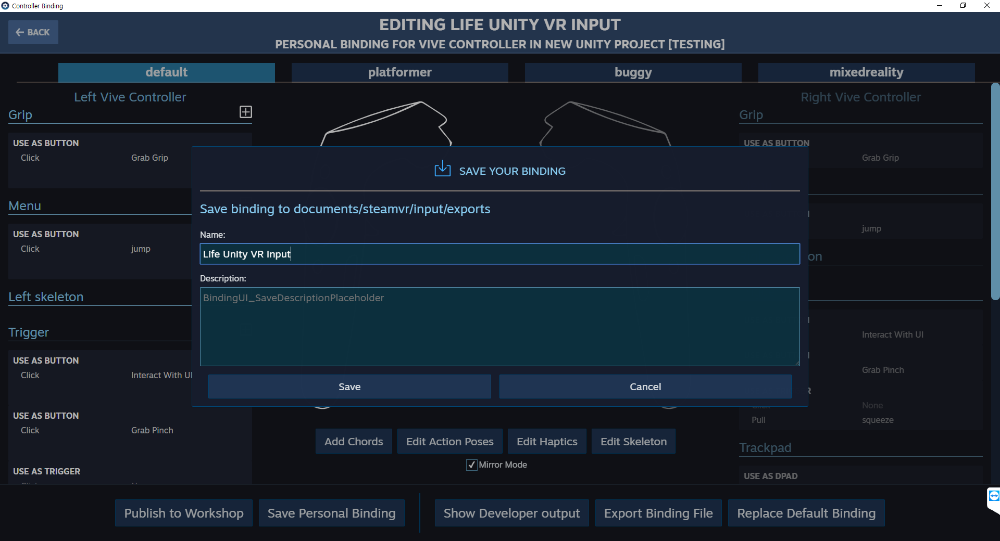 Controller Binding
BACK
EDITING LIFE UNITY VR INPUT
PERSONAL BINDING FOR VIVE CONTROLLER IN NEW UNITY PROJECT [TESTING]
default
platformer
buggy
mixedreality
Left Vive Controller
Grip
USE AS BUTTON
Click
Grab Grip
Menu
USE AS BUTTON
Click
jump
Left skeleton
Trigger
USE AS BUTTON
Click
Interact With UI
USE AS BUTTON
Click
Grab Pinch
USE AS TRIGGER
SAVE YOUR BINDING
Save binding to documents/steamvr/input/exports
Name:
Life Unity VR Input
Description:
BindingUI_SaveDescriptionPlaceholder
Save
Cancel
Add Chords
Edit Action Poses
Edit Haptics
Edit Skeleton
Mirror Mode
Right Vive Controller
Grip
USE AS BUTTON
Grab Grip
jump
Interact With UI
Grab Pinch
None
Pull
squeeze
Trackpad
USE AS DPAD
Publish to Workshop
Save Personal Binding
Show Developer output
Export Binding File
Replace Default Binding